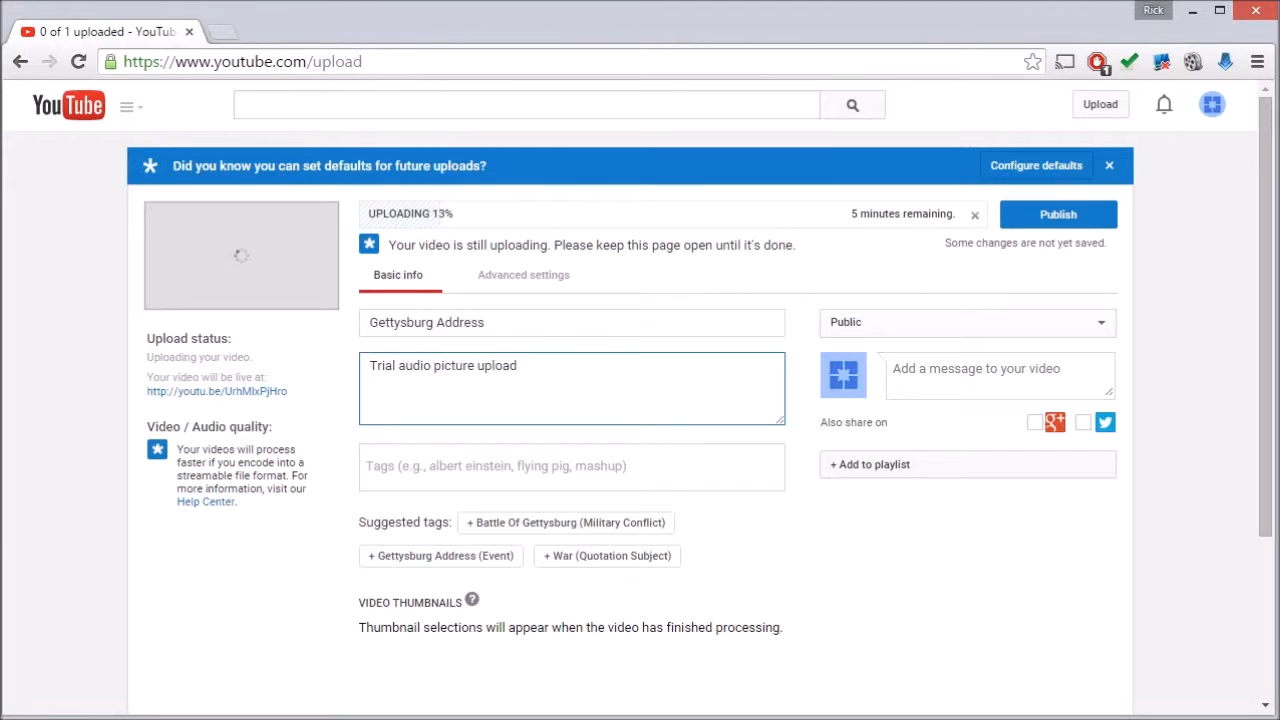 Rick
0 of 1 uploaded - YouTub
https://www.youtube.com/upload
1
YouTube
Upload
Did you know you can set defaults for future uploads?
Configure defaults
UPLOADING 13%
5 minutes remaining.
Publish
Your video is still uploading. Please keep this page open until it's done.
Some changes are not yet saved.
Basic info
Advanced settings
Gettysburg Address
Public
Upload status:
Uploading your video.
Your video will be live at:
http://youtu.be/UrhMIxPjHro
Trial audio picture upload
Add a message to your video
Also share on
g+
Video / Audio quality:
Your videos will process
faster if you encode into a
streamable file format. For
more information, visit our
Help Center.
Tags (e.g., albert einstein, flying pig, mashup)
+ Add to playlist
Suggested tags:
+ Battle Of Gettysburg (Military Conflict)
+ Gettysburg Address (Event)
+ War (Quotation Subject)
VIDEO THUMBNAILS ?
Thumbnail selections will appear when the video has finished processing.